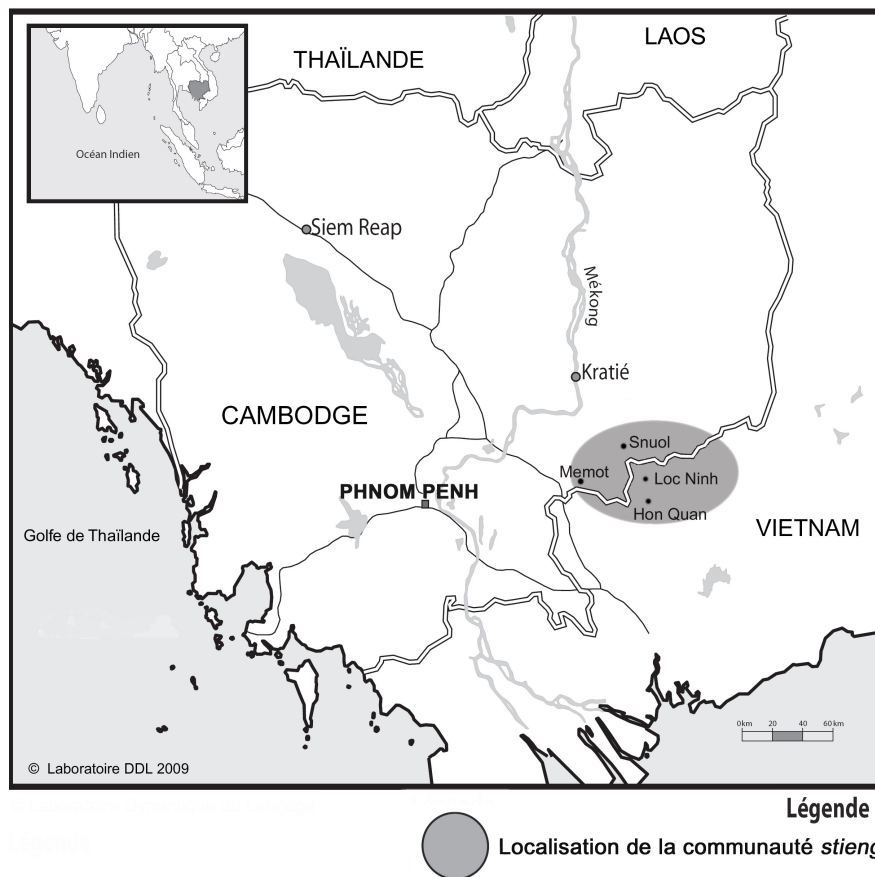 LAOS
THAÏLANDE
Océan Indien
Siem Reap
Mékong
Kratié
CAMBODGE
Snuol
Memot
Loc Ninh
PHNOM PENH
Hon Quan
Golfe de Thaïlande
VIETNAM
0km 20 40 60 km
© Laboratoire DDL 2009
Légende
Localisation de la communauté stieng